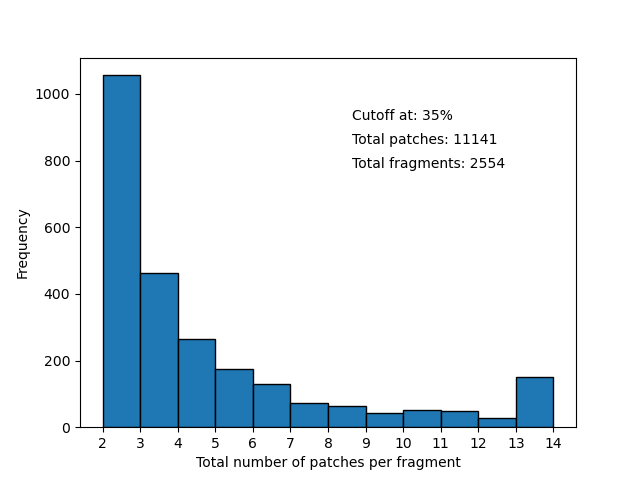 1000
800
600
400
200
0
Frequency
Cutoff at: 35%
Total patches: 11141
Total fragments: 2554
2 3 4 5 6 7 8 9 10 11 12 13 14
Total number of patches per fragment